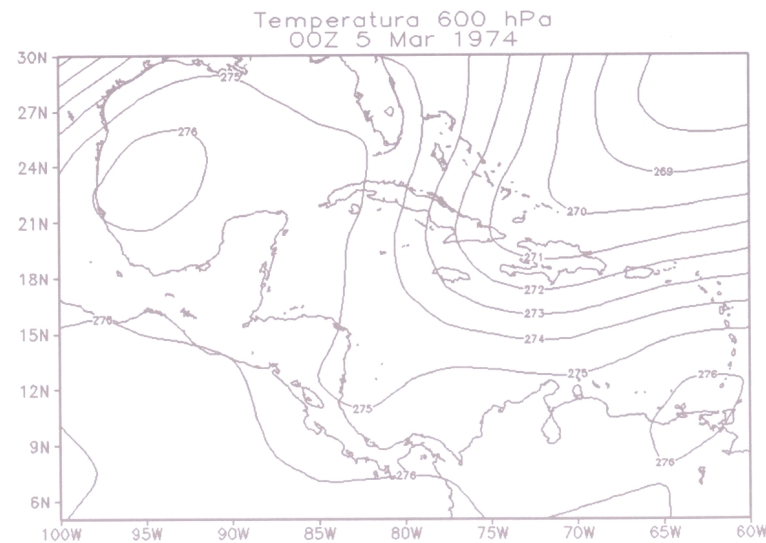 Temperatura 600 hPa
00Z 5 Mar 1974
30N
275
27N
276
24N
269
270
21N
271
18N
272
273
276
15N
274
275
276
12N
275
9N
276
276
6N
100W 95W 90W 85W 80W 75W 70W 65W 60W